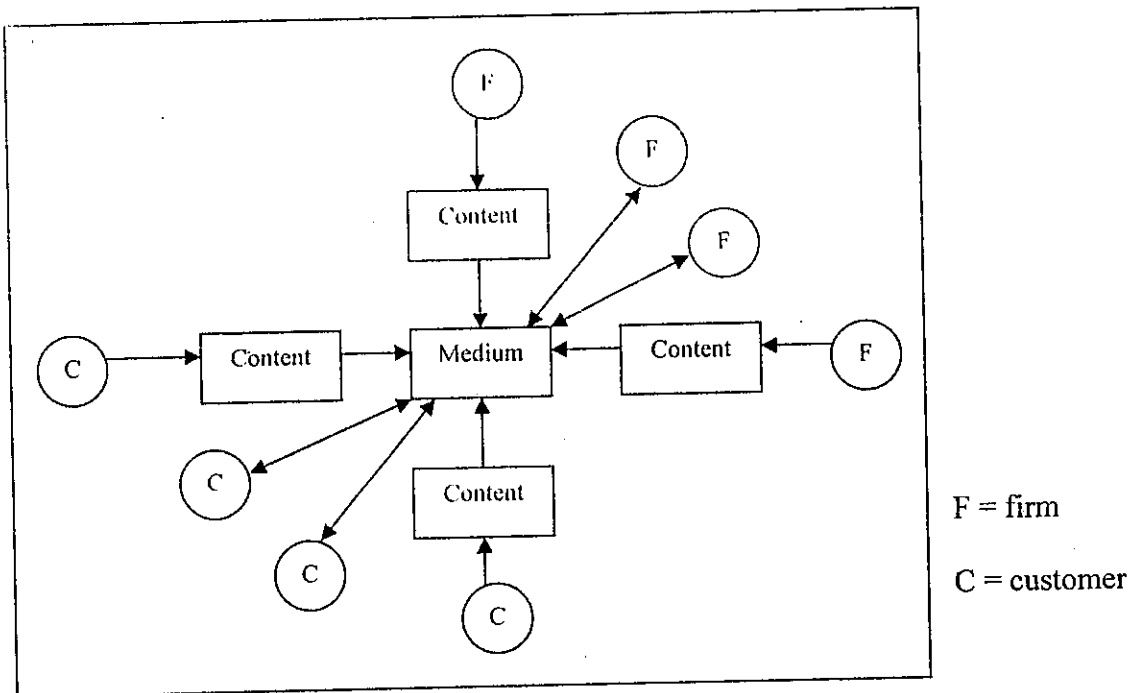 F
F
Content
F
C
Content
Medium
Content
F
C
Content
C
C
F = firm
C = customer